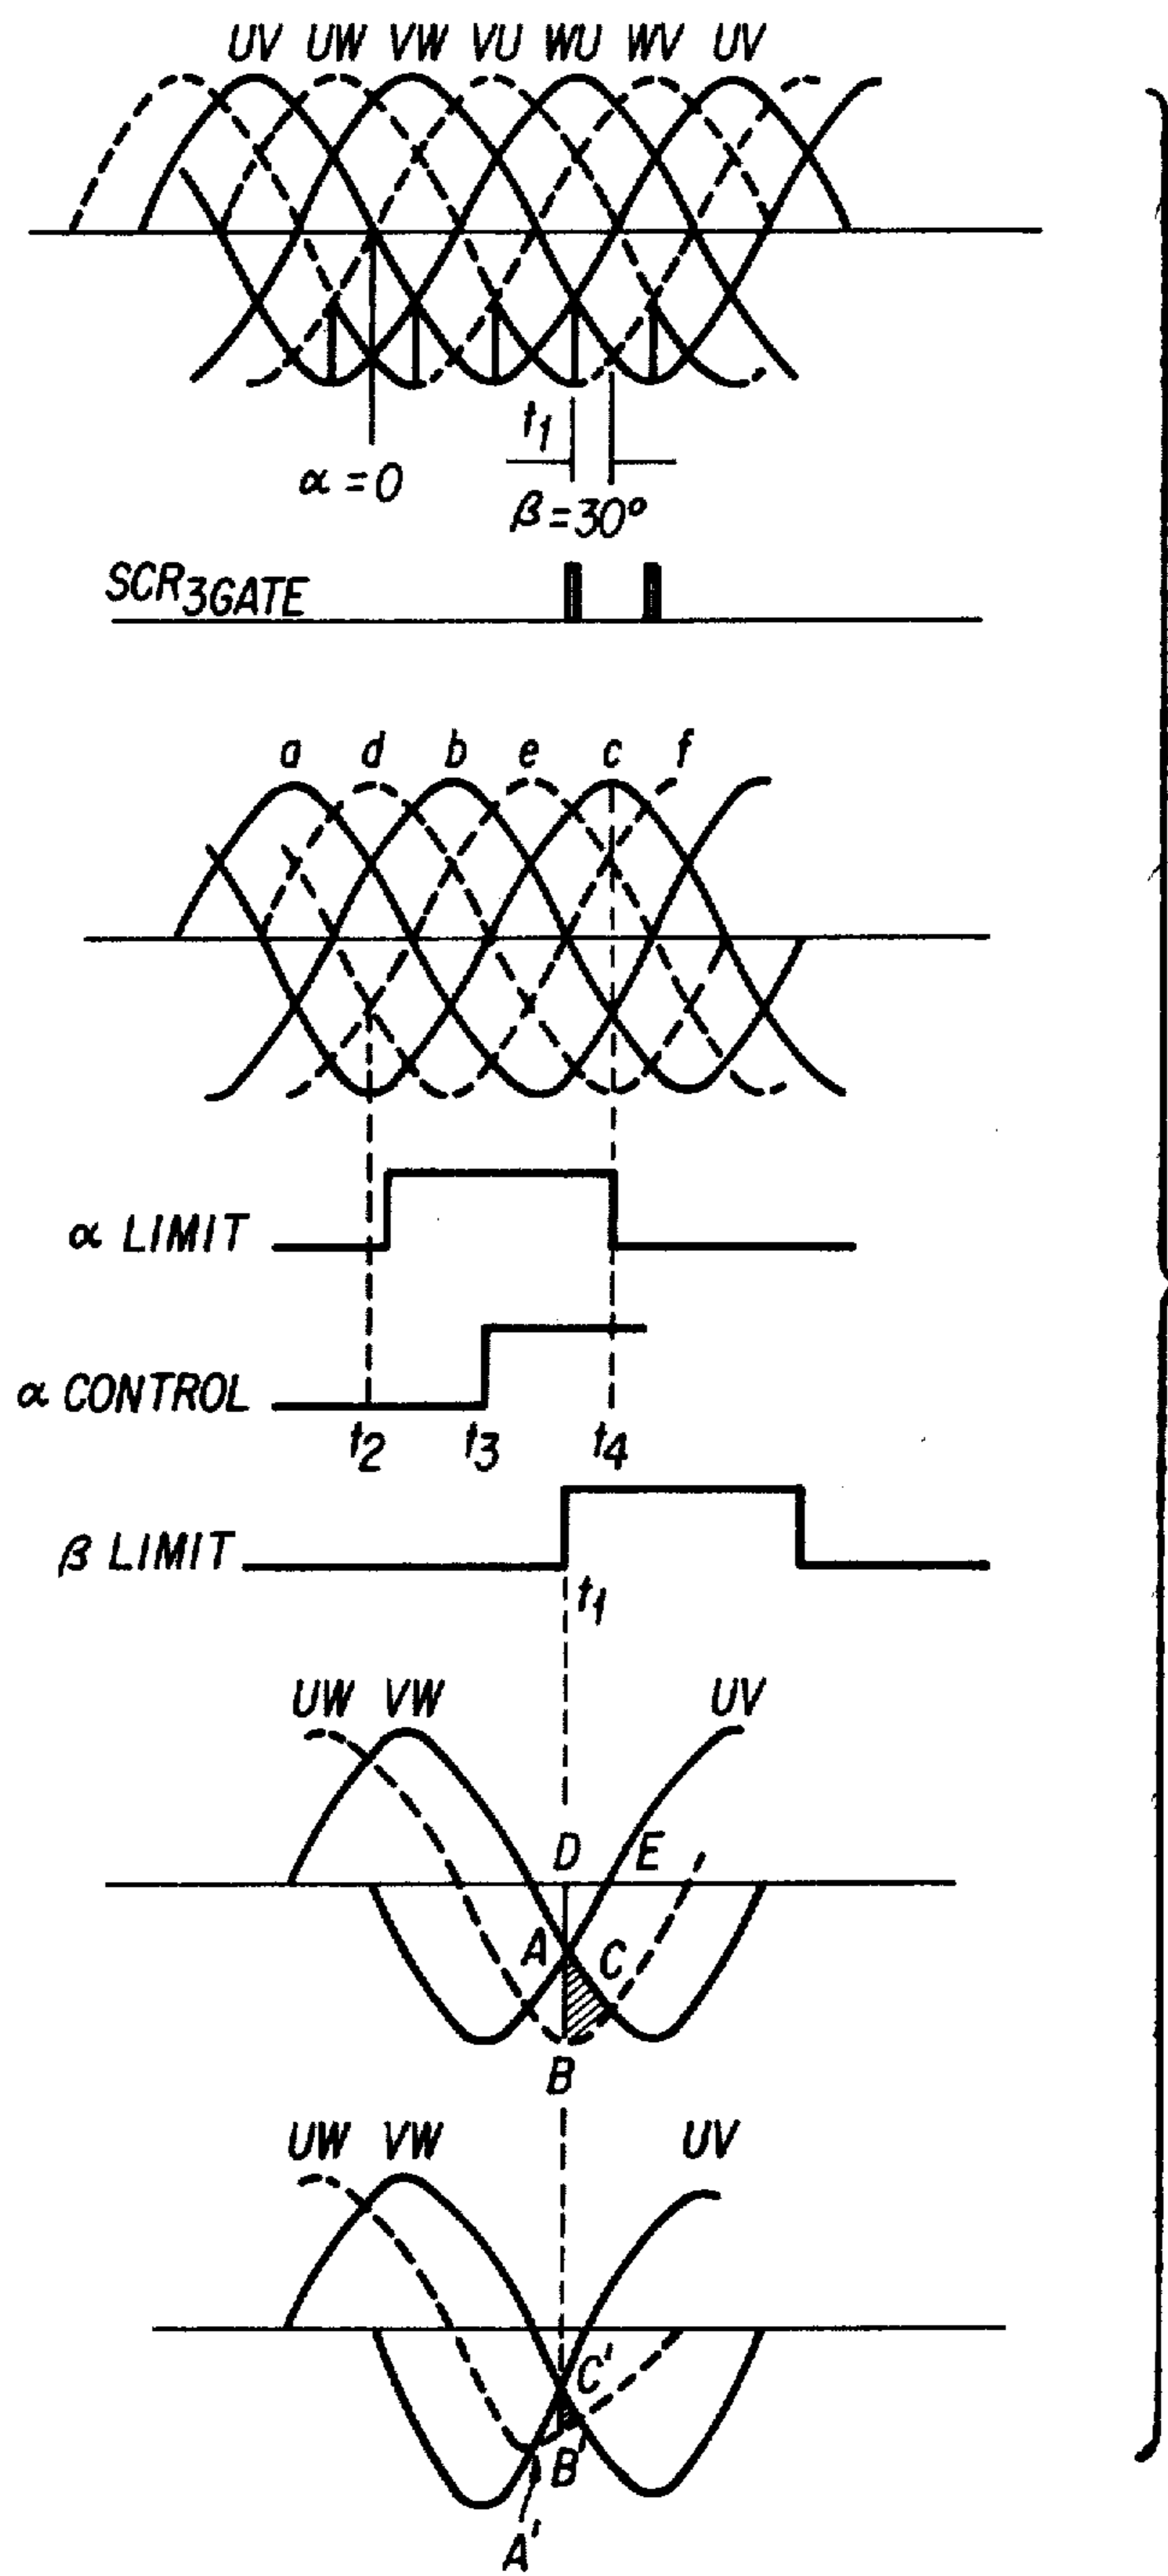 UV UW VW VU WU WV UV
t1
α = 0
β = 30°
SCR3GATE
a d b e c f
α LIMIT
α CONTROL
t2 t3 t4
β LIMIT
t1
UW VW UV
D E
A C
B
UW VW UV
C'
B'
A'